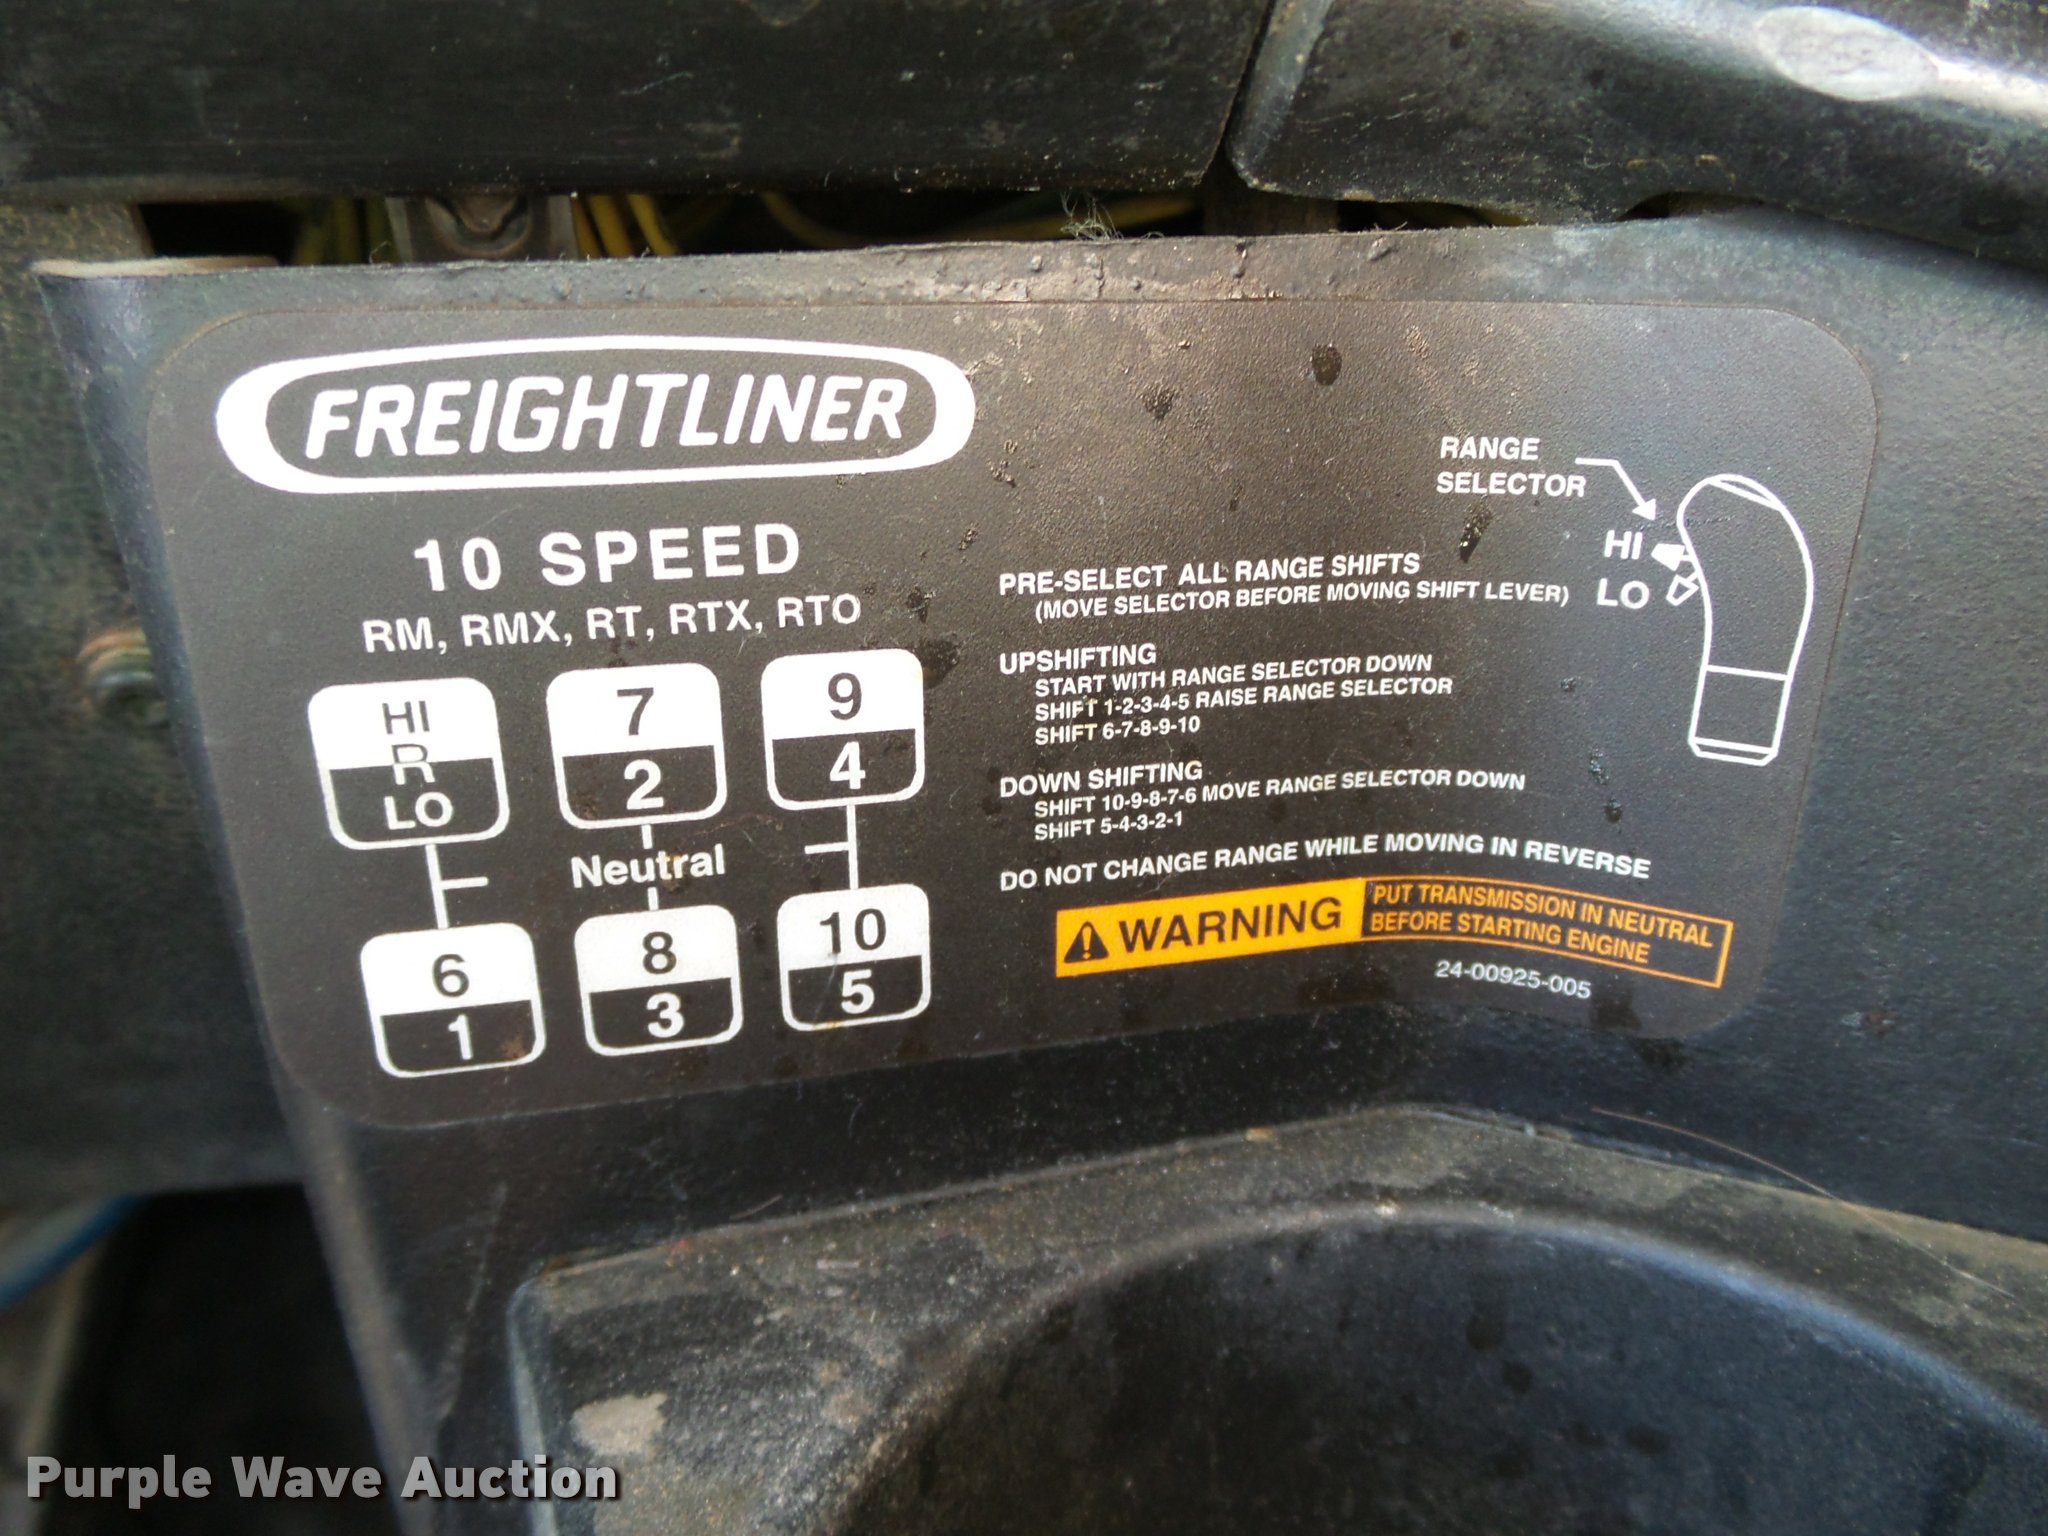 FREIGHTLINER
10 SPEED
RM, RMX, RT, RTX, RTO
HI
R
LO
7
2
9
4
Neutral
6
1
8
3
10
5
RANGE
SELECTOR
HI
LO
PRE-SELECT ALL RANGE SHIFTS
(MOVE SELECTOR BEFORE MOVING SHIFT LEVER)
UPSHIFTING
START WITH RANGE SELECTOR DOWN
SHIFT 1-2-3-4-5 RAISE RANGE SELECTOR
SHIFT 6-7-8-9-10
DOWN SHIFTING
SHIFT 10-9-8-7-6 MOVE RANGE SELECTOR DOWN
SHIFT 5-4-3-2-1
DO NOT CHANGE RANGE WHILE MOVING IN REVERSE
WARNING
PUT TRANSMISSION IN NEUTRAL
BEFORE STARTING ENGINE
24-00925-005
Purple Wave Auction